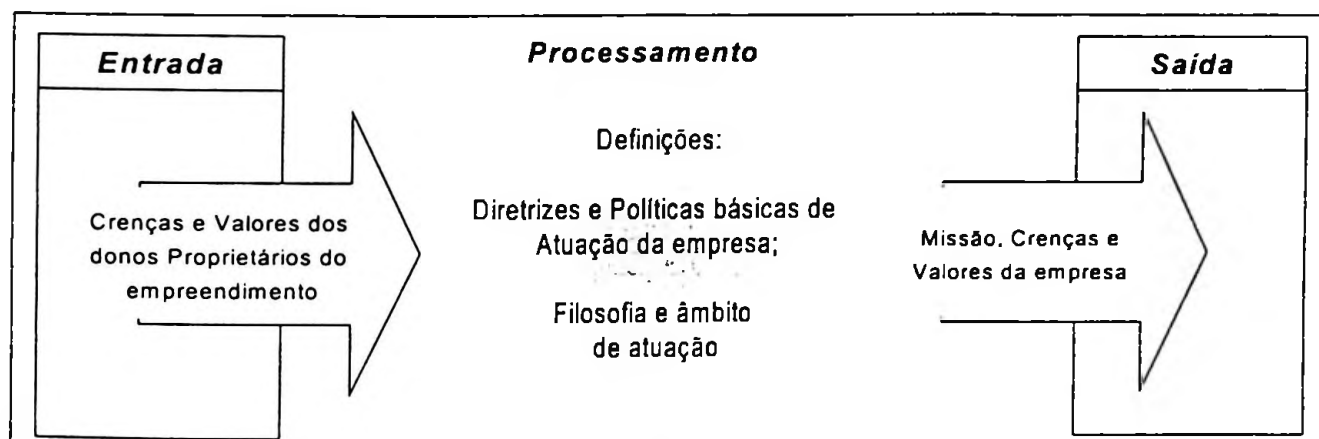 Entrada
Crenças e Valores dos
donos Proprietários do
empreendimento
Processamento
Definições:
Diretrizes e Políticas básicas de
Atuação da empresa;
Filosofia e âmbito
de atuação
Saída
Missão, Crenças e
Valores da empresa